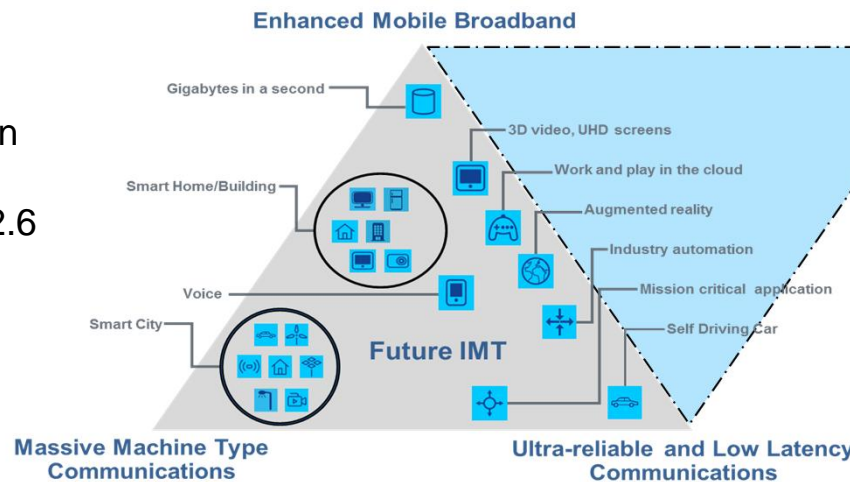 Enhanced Mobile Broadband
Gigabytes in a second
n
3D video, UHD screens
Work and play in the cloud
Smart Home/Building
Augmented reality
2.6
Industry automation
Voice
Mission critical application
Smart City
Self Driving Car
Future IMT
Massive Machine Type
Communications
Ultra-reliable and Low Latency
Communications